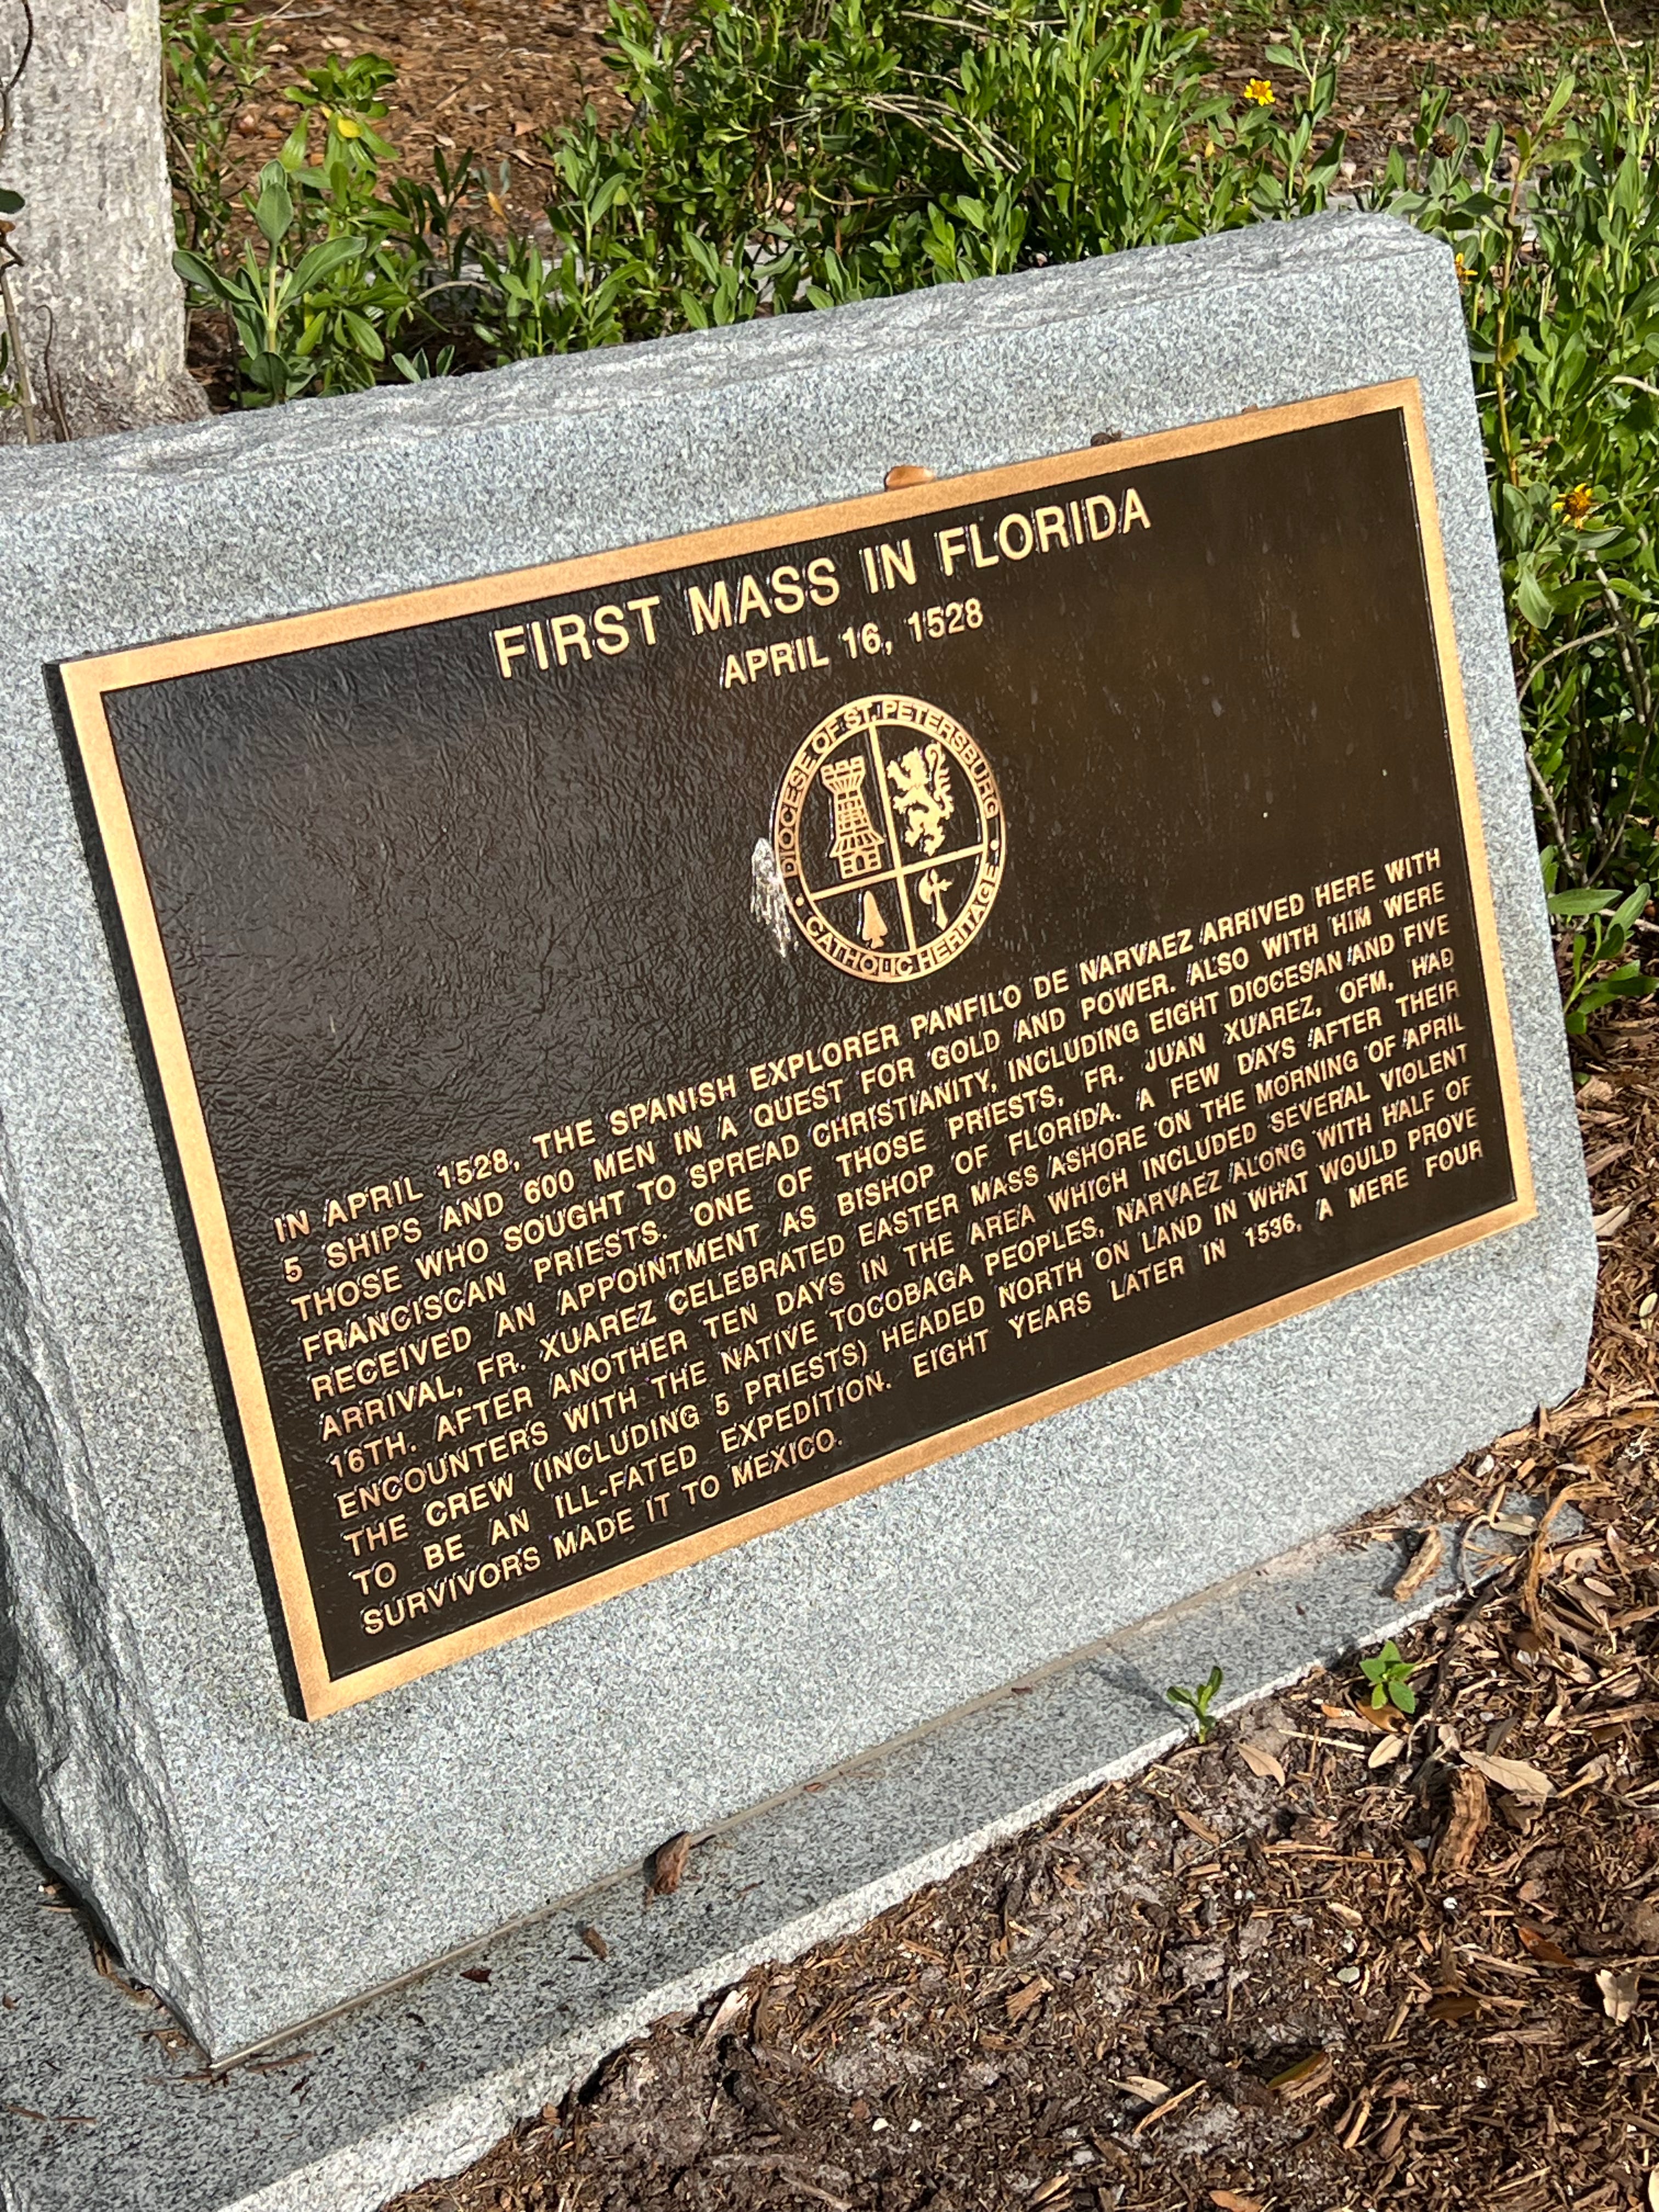 FIRST MASS IN FLORIDA
APRIL 16, 1528
DIOCESE OF ST. PETERSBURG
CATHOLIC HERITAGE
IN APRIL 1528, THE SPANISH EXPLORER PANFILO DE NARVAEZ ARRIVED HERE WITH
5 SHIPS AND 600 MEN IN A QUEST FOR GOLD AND POWER. ALSO WITH HIM WERE
THOSE WHO SOUGHT TO SPREAD CHRISTIANITY, INCLUDING EIGHT DIOCESAN AND FIVE
FRANCISCAN PRIESTS. ONE OF THOSE PRIESTS, FR. JUAN XUAREZ, OFM, HAD
RECEIVED AN APPOINTMENT AS BISHOP OF FLORIDA. A FEW DAYS AFTER THEIR
ARRIVAL, FR. XUAREZ CELEBRATED EASTER MASS ASHORE ON THE MORNING OF APRIL
16TH. AFTER ANOTHER TEN DAYS IN THE AREA WHICH INCLUDED SEVERAL VIOLENT
ENCOUNTERS WITH THE NATIVE TOCOBAGA PEOPLES, NARVAEZ ALONG WITH HALF OF
THE CREW (INCLUDING 5 PRIESTS) HEADED NORTH ON LAND IN WHAT WOULD PROVE
TO BE AN ILL-FATED EXPEDITION. EIGHT YEARS LATER IN 1536, A MERE FOUR
SURVIVORS MADE IT TO MEXICO.